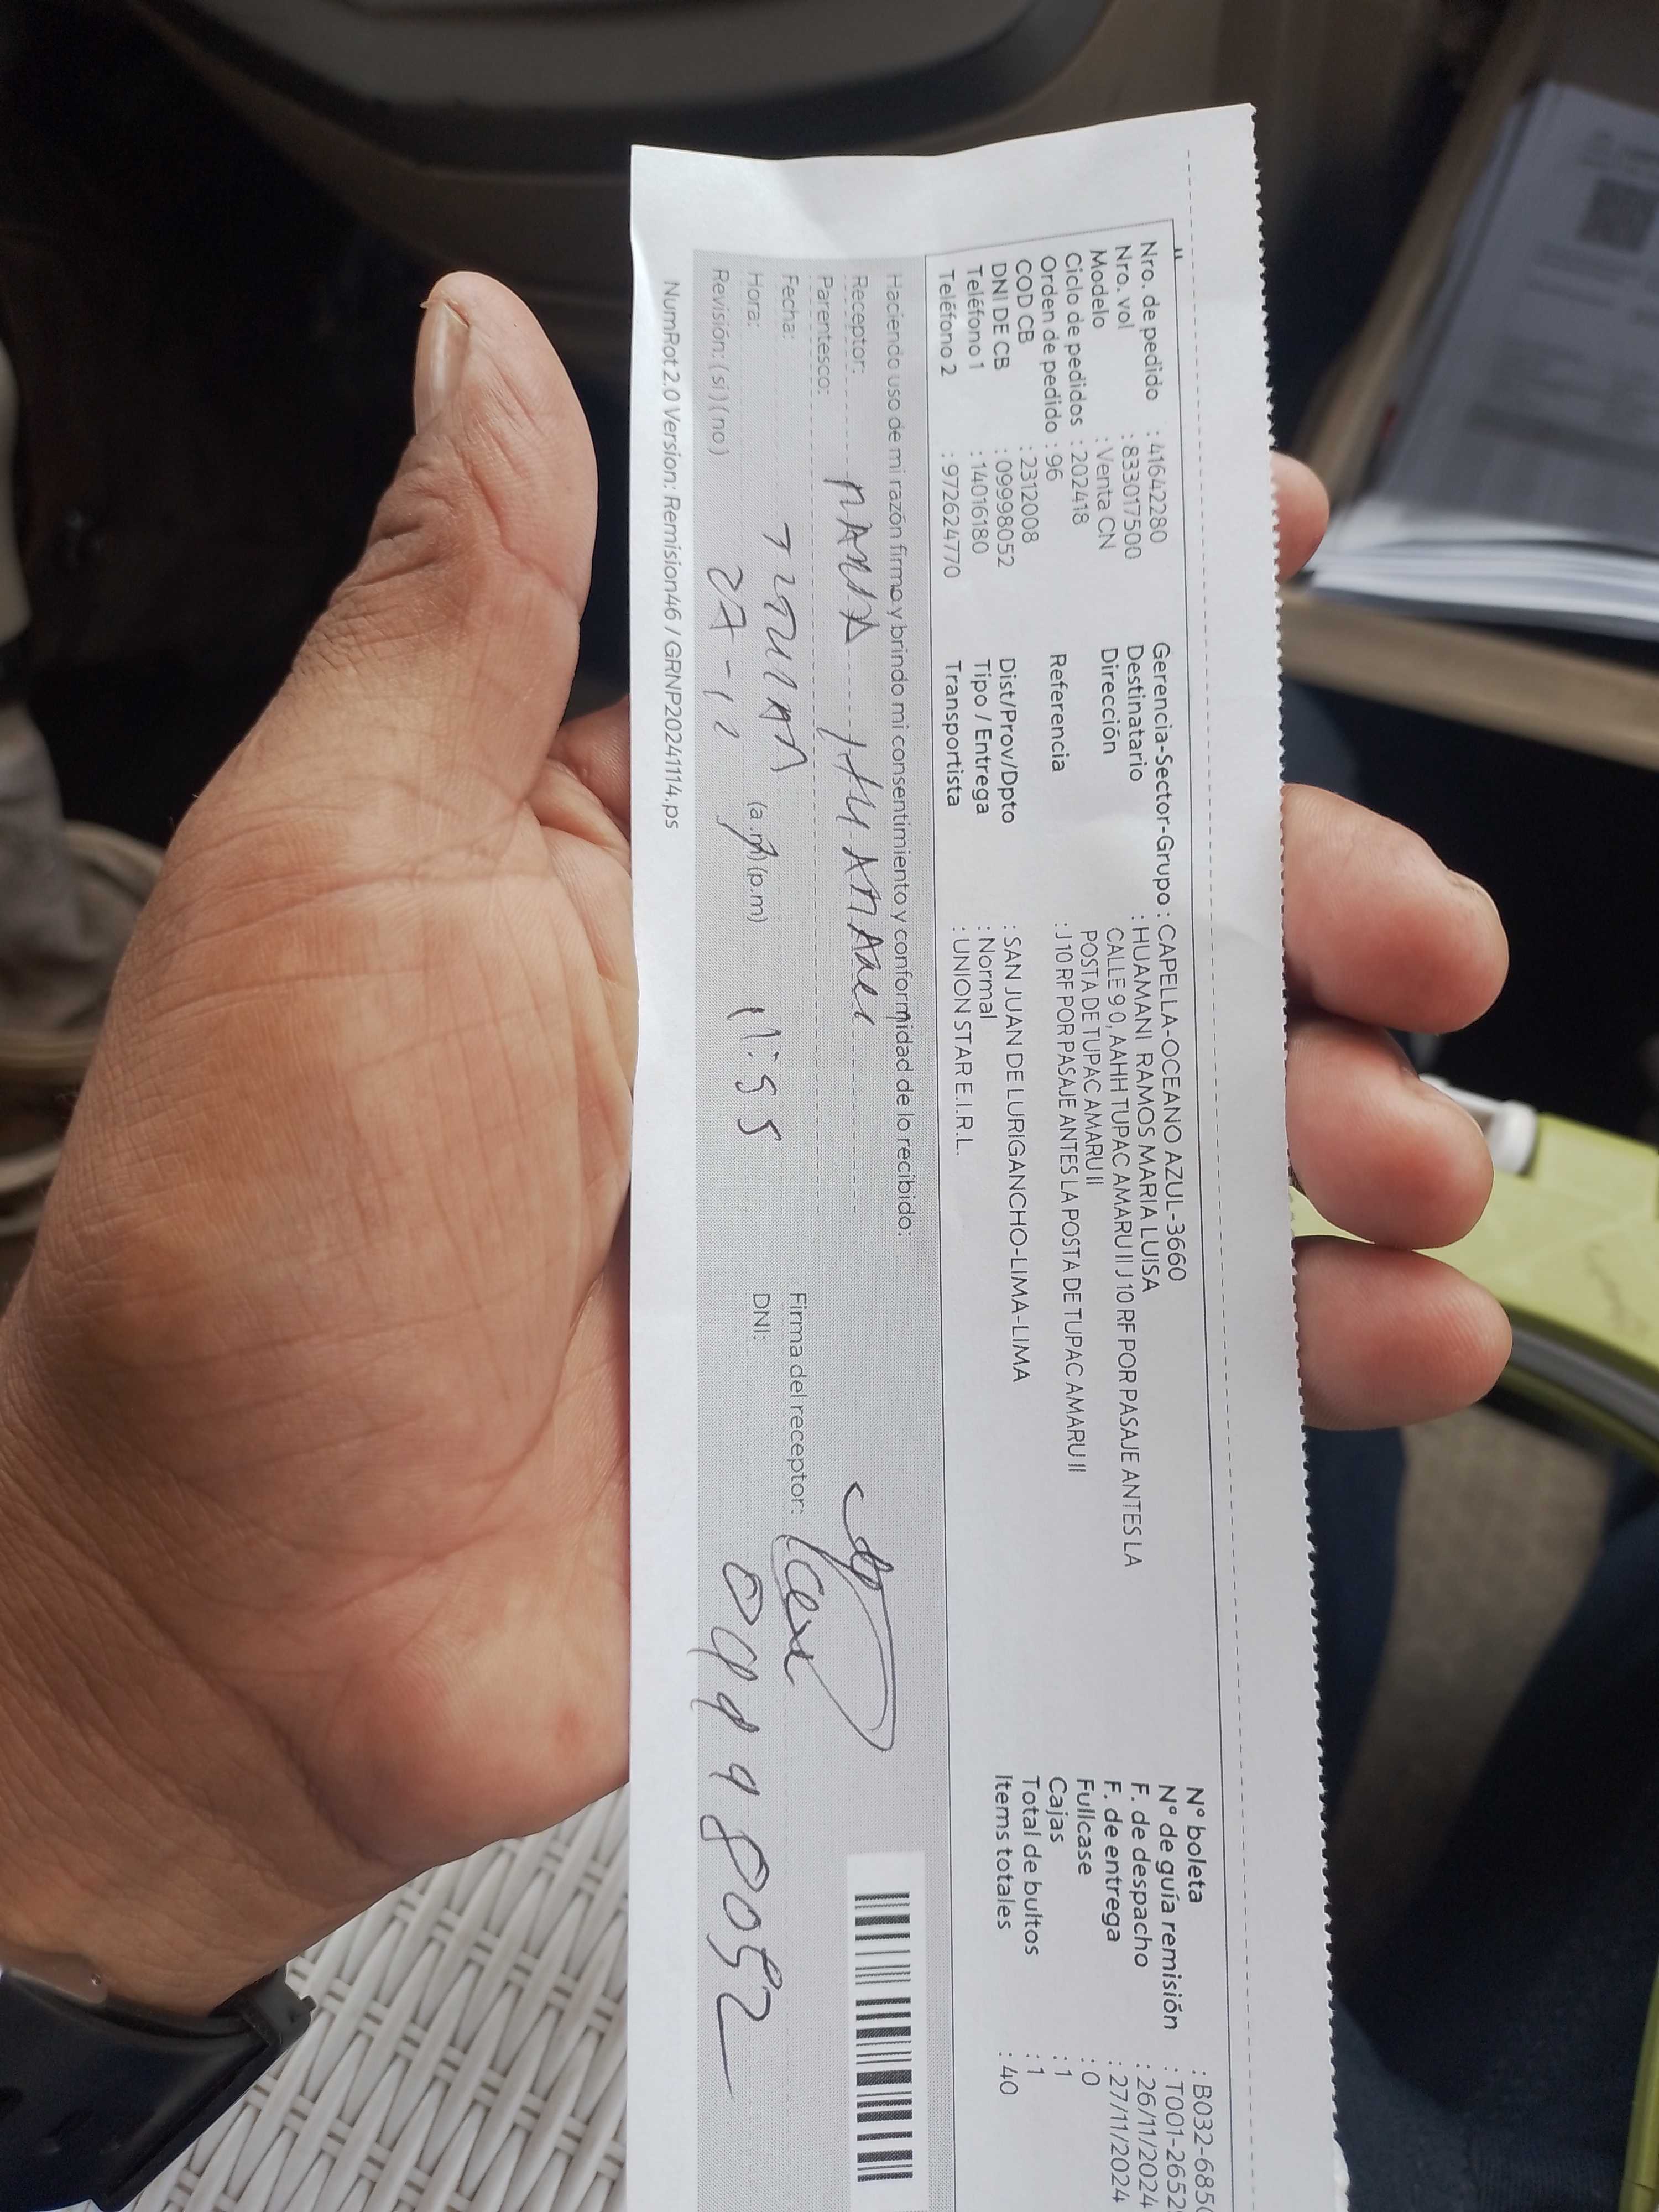 Nro. de pedido : 41642280
Nro. vol : 833017500
Modelo : Venta CN
Ciclo de pedidos : 202418
Orden de pedido : 96
COD CB : 2312008
DNI DE CB : 09998052
Teléfono 1 : 14016180
Teléfono 2 : 972624770
Gerencia-Sector-Grupo : CAPELLA-OCEANO AZUL-3660
Destinatario : HUAMANI RAMOS MARIA LUISA
Dirección CALLE 9 0, AAHH TUPAC AMARU II J 10 RF POR PASAJE ANTES LA
POSTA DE TUPAC AMARU II
Referencia : J 10 RF POR PASAJE ANTES LA POSTA DE TUPAC AMARU II
Dist/Prov/Dpto : SAN JUAN DE LURIGANCHO-LIMA-LIMA
Tipo / Entrega : Normal
Transportista : UNION STAR E.I.R.L.
N° boleta : B032-685
N° de guía remisión : T001-2652
F. de despacho : 26/11/2024
F. de entrega : 27/11/2024
Fullcase : 0
Cajas : 1
Total de bultos : 1
Items totales : 40
Haciendo uso de mi razón firmo y brindo mi consentimiento y conformidad de lo recibido:
Receptor:
Parentesco:
Fecha:
Hora: (a.m) (p.m) 11:55
Revisión: (si) (no) 27-11
Firma del receptor:
DNI: 09998052
NumRot 2.0 Version: Remision46 / GRNP20241114.ps